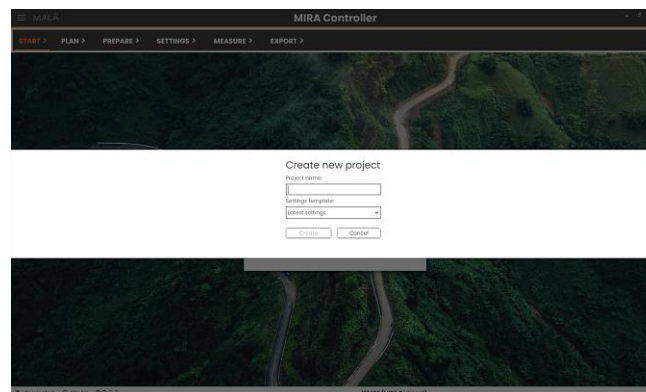 MALÅ
MIRA Controller
START > PLAN > PREPARE > SETTINGS > MEASURE > EXPORT >
Create new project
Project name:
Settings template:
Latest settings
Create Cancel